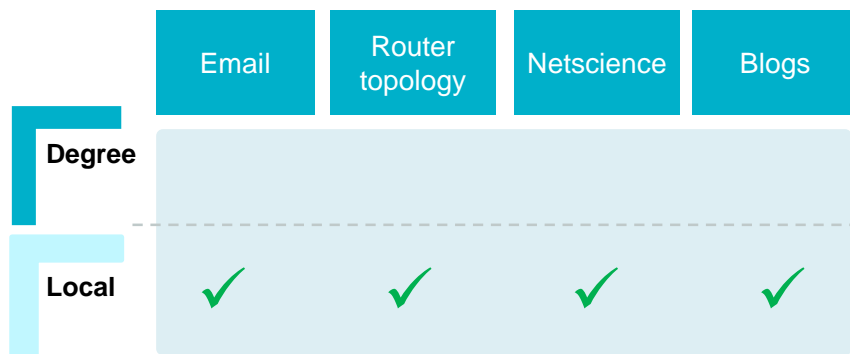 Email
Router
topology
Netscience
Blogs
Degree
Local